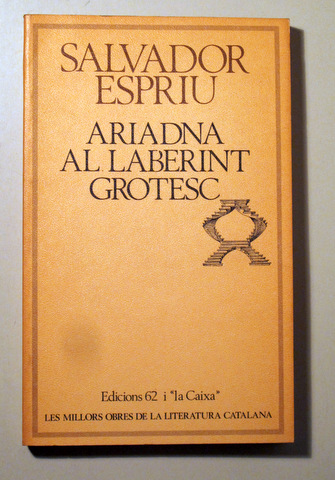 SALVADOR
ESPRIU
ARIADNA
AL LABERINT
GROTESC
Edicions 62 i "la Caixa"
LES MILLORS OBRES DE LA LITERATURA CATALANA